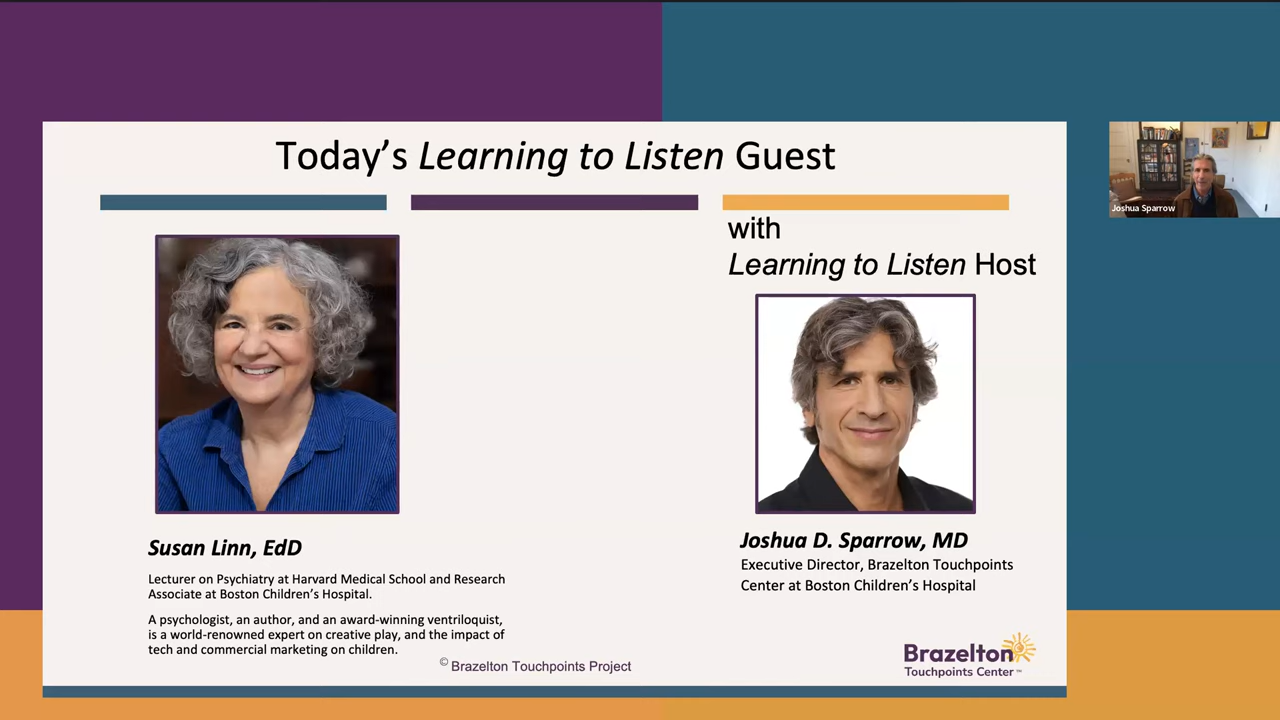 Today's Learning to Listen Guest
with
Learning to Listen Host
Susan Linn, EdD
Lecturer on Psychiatry at Harvard Medical School and Research
Associate at Boston Children's Hospital.
A psychologist, an author, and an award-winning ventriloquist,
is a world-renowned expert on creative play, and the impact of
tech and commercial marketing on children.
Joshua D. Sparrow, MD
Executive Director, Brazelton Touchpoints
Center at Boston Children's Hospital
© Brazelton Touchpoints Project
Brazelton
Touchpoints Center™
Joshua Sparrow